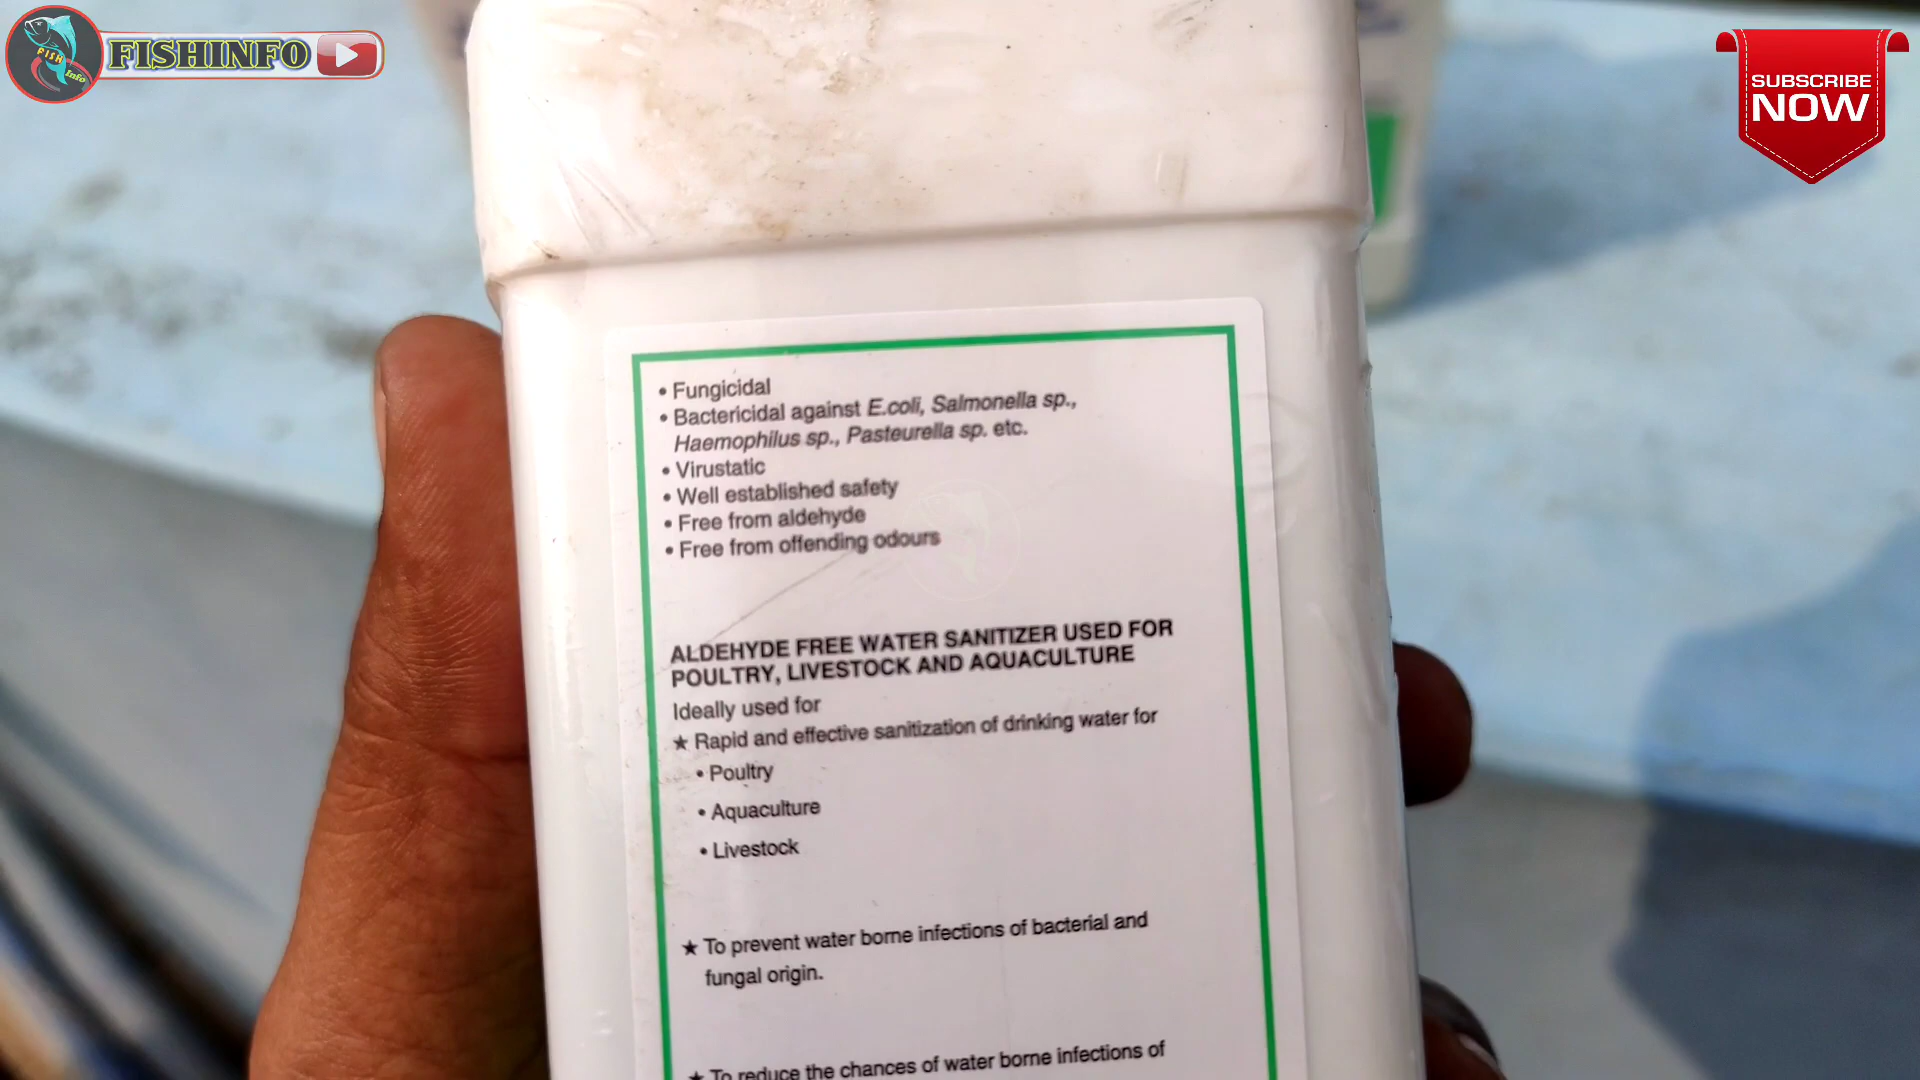 FISH
Info
FISHINFO
SUBSCRIBE
NOW
• Fungicidal
• Bactericidal against E.coli, Salmonella sp.,
Haemophilus sp., Pasteurella sp. etc.
• Virustatic
• Well established safety
• Free from aldehyde
• Free from offending odours
ALDEHYDE FREE WATER SANITIZER USED FOR
POULTRY, LIVESTOCK AND AQUACULTURE
Ideally used for
★ Rapid and effective sanitization of drinking water for
• Poultry
• Aquaculture
• Livestock
★ To prevent water borne infections of bacterial and
fungal origin.
★ To reduce the chances of water borne infections of